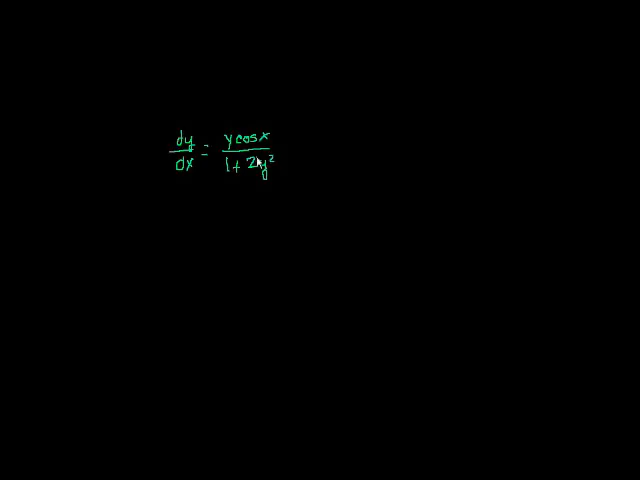 dy/dx = y cos x / 1 + 2y²